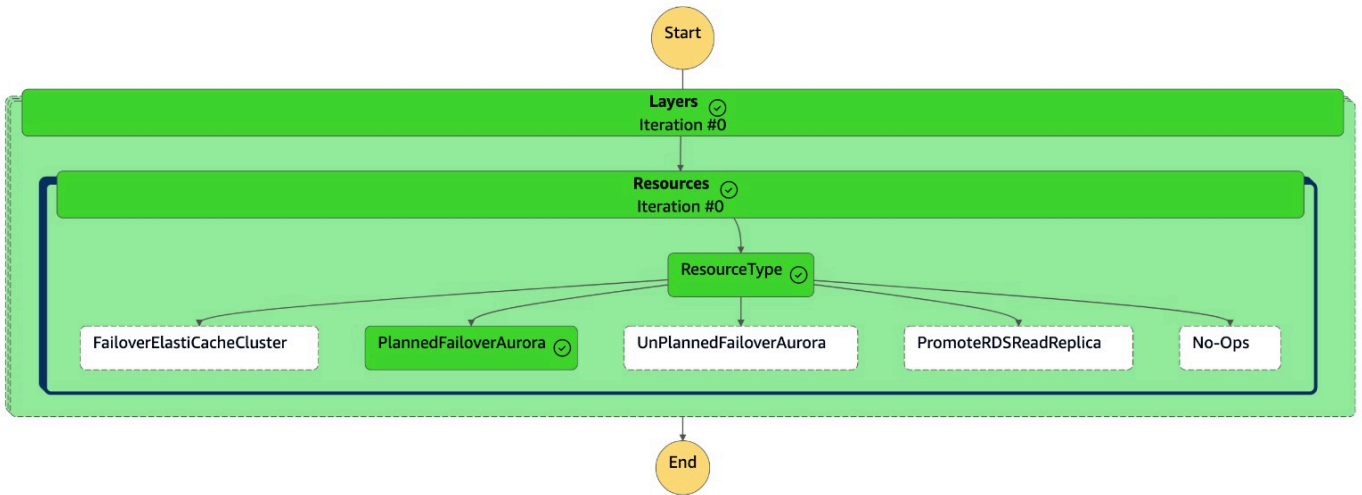 Start
Layers
Iteration #0
Resources
Iteration #0
ResourceType
FailoverElastiCacheCluster
PlannedFailoverAurora
UnPlannedFailoverAurora
PromoteRDSReadReplica
No-Ops
End